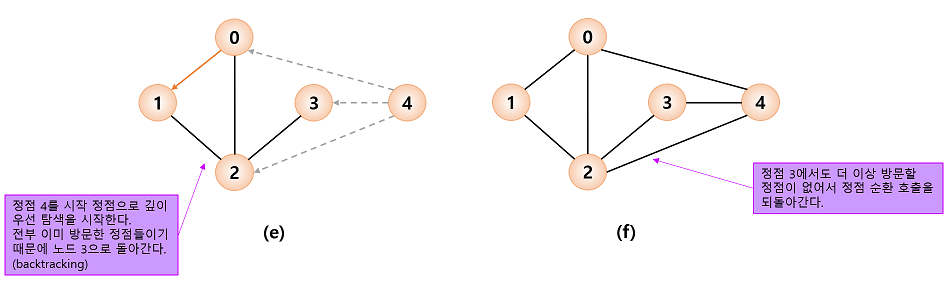 0
1
3
4
2
정점 4를 시작 정점으로 깊이
우선 탐색을 시작한다.
전부 이미 방문한 정점들이기
때문에 노드 3으로 돌아간다.
(backtracking)
(e)
0
1
3
4
2
정점 3에서도 더 이상 방문할
정점이 없어서 정점 순환 호출을
되돌아간다.
(f)